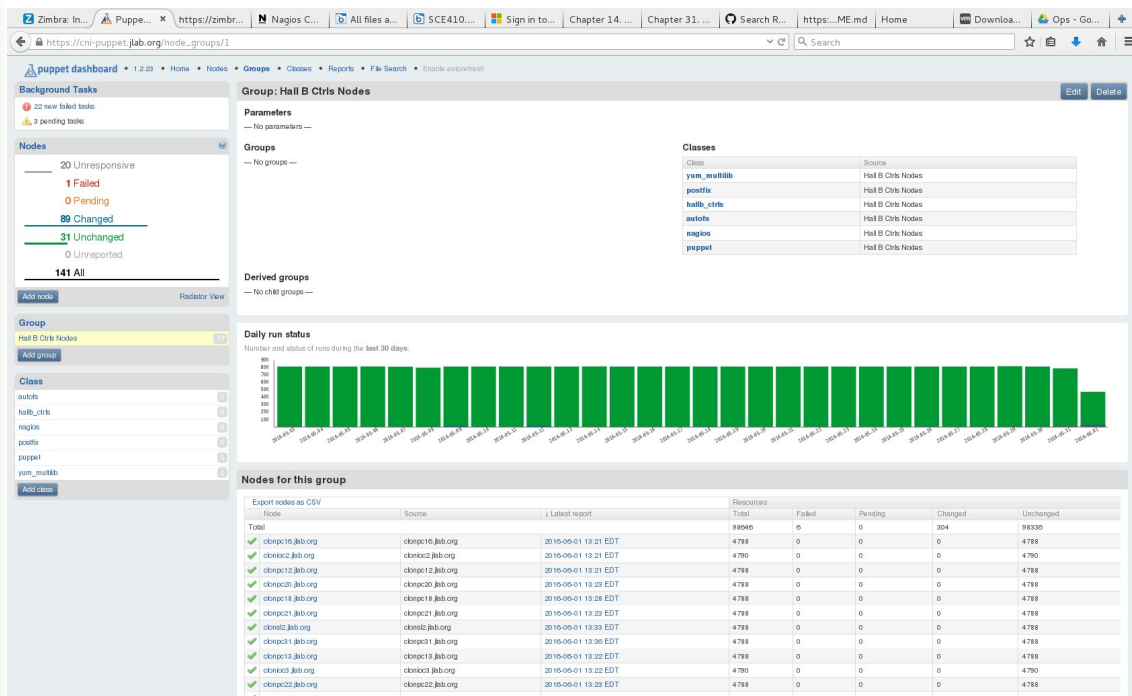 Zimbra: In... Puppe... × https://zimbr... Nagios C... All files a... SCE410.... Sign in to... Chapter 14. ... Chapter 31. ... Search R... https:...ME.md Home Downloa... Ops - Go...
https://cni-puppet.jlab.org/node_groups/1 Search
puppet dashboard • 1.2.23 • Home • Nodes • Groups • Classes • Reports • File Search • Enable autorefresh
Background Tasks
22 new failed tasks
3 pending tasks
Nodes
20 Unresponsive
1 Failed
0 Pending
89 Changed
31 Unchanged
0 Unreported
141 All
Add node Radiator View
Group
Hall B Ctrls Nodes
Add group
Class
autofs
hallb_ctrls
nagios
postfix
puppet
yum_multilib
Add class
Group: Hall B Ctrls Nodes Edit Delete
Parameters
— No parameters —
Groups
— No groups —
Classes
Class Source
yum_multilib Hall B Ctrls Nodes
postfix Hall B Ctrls Nodes
hallb_ctrls Hall B Ctrls Nodes
autofs Hall B Ctrls Nodes
nagios Hall B Ctrls Nodes
puppet Hall B Ctrls Nodes
Derived groups
— No child groups —
Daily run status
Number and status of runs during the last 30 days:
900
800
700
600
500
400
300
200
100
Nodes for this group
Export nodes as CSV Resources
Node Source ↓ Latest report Total Failed Pending Changed Unchanged
Total 98646 6 0 304 98336
clonpc16.jlab.org clonpc16.jlab.org 2016-06-01 13:21 EDT 4788 0 0 0 4788
clonioc2.jlab.org clonioc2.jlab.org 2016-06-01 13:21 EDT 4790 0 0 0 4790
clonpc12.jlab.org clonpc12.jlab.org 2016-06-01 13:21 EDT 4788 0 0 0 4788
clonpc20.jlab.org clonpc20.jlab.org 2016-06-01 13:23 EDT 4788 0 0 0 4788
clonpc18.jlab.org clonpc18.jlab.org 2016-06-01 13:28 EDT 4788 0 0 0 4788
clonpc21.jlab.org clonpc21.jlab.org 2016-06-01 13:23 EDT 4788 0 0 0 4788
clonsl2.jlab.org clonsl2.jlab.org 2016-06-01 13:33 EDT 4788 0 0 0 4788
clonpc31.jlab.org clonpc31.jlab.org 2016-06-01 13:36 EDT 4788 0 0 0 4788
clonpc13.jlab.org clonpc13.jlab.org 2016-06-01 13:22 EDT 4788 0 0 0 4788
clonioc3.jlab.org clonioc3.jlab.org 2016-06-01 13:22 EDT 4790 0 0 0 4790
clonpc22.jlab.org clonpc22.jlab.org 2016-06-01 13:23 EDT 4788 0 0 0 4788